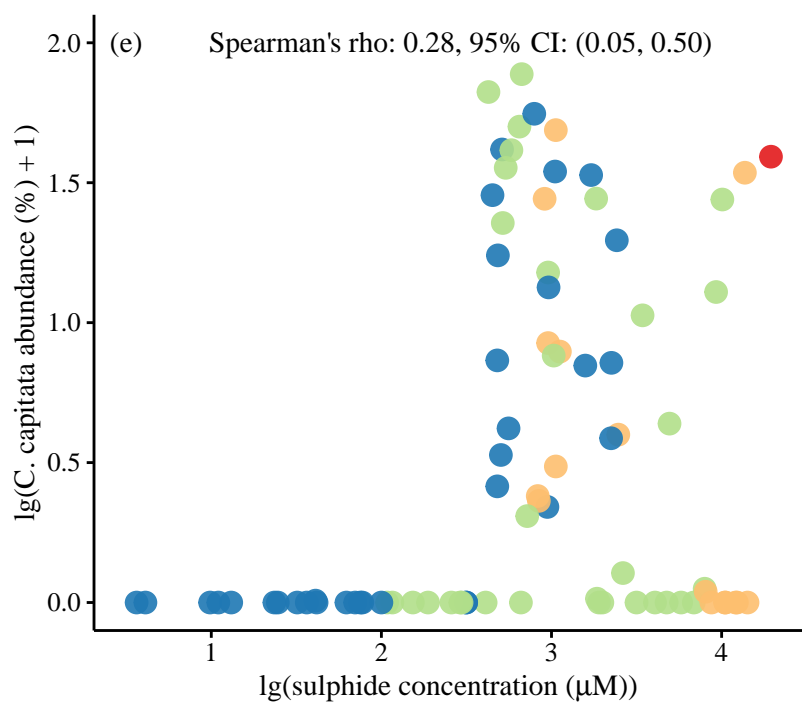 (e) Spearman's rho: 0.28, 95% CI: (0.05, 0.50)
lg(C. capitata abundance (%) + 1)
2.0
1.5
1.0
0.5
0.0
1 2 3 4
lg(sulphide concentration (μM))